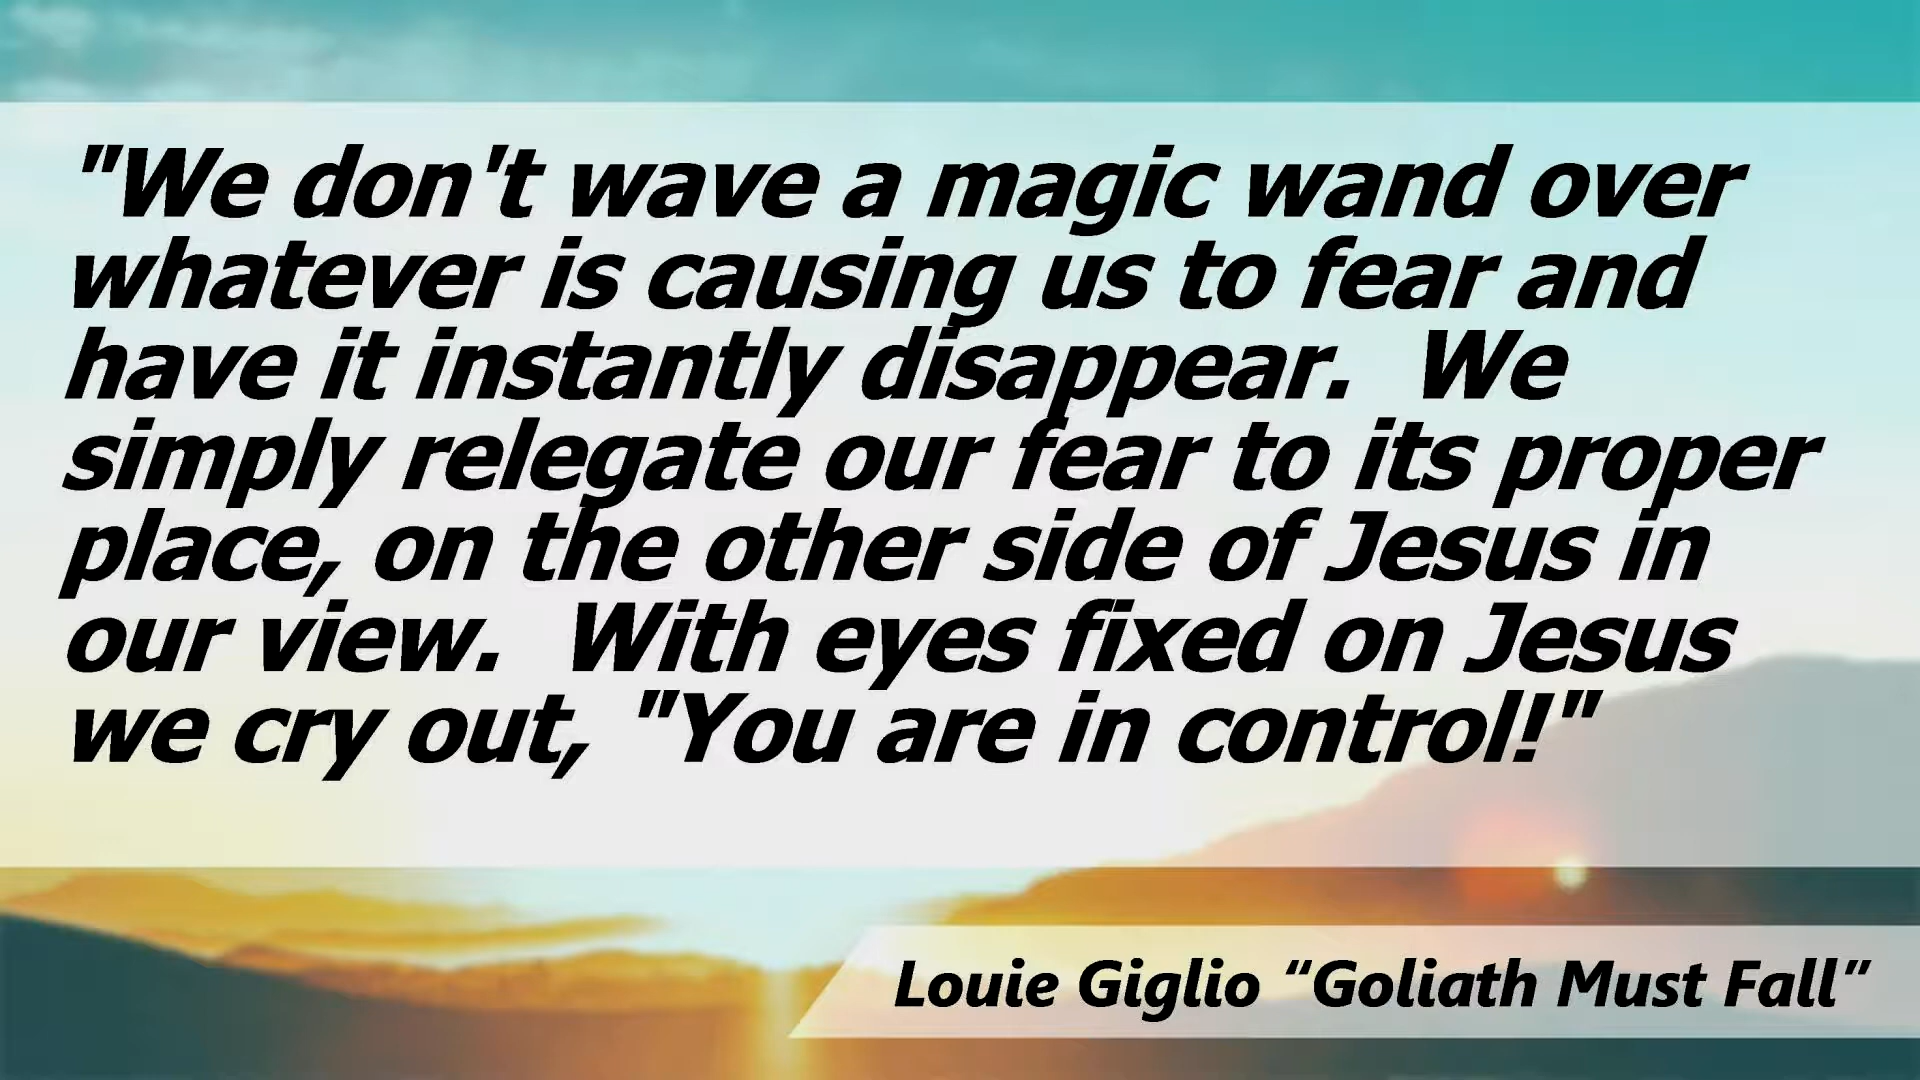 "We don't wave a magic wand over
whatever is causing us to fear and
have it instantly disappear.  We
simply relegate our fear to its proper
place, on the other side of Jesus in
our view.  With eyes fixed on Jesus
we cry out, "You are in control!"
Louie Giglio “Goliath Must Fall”